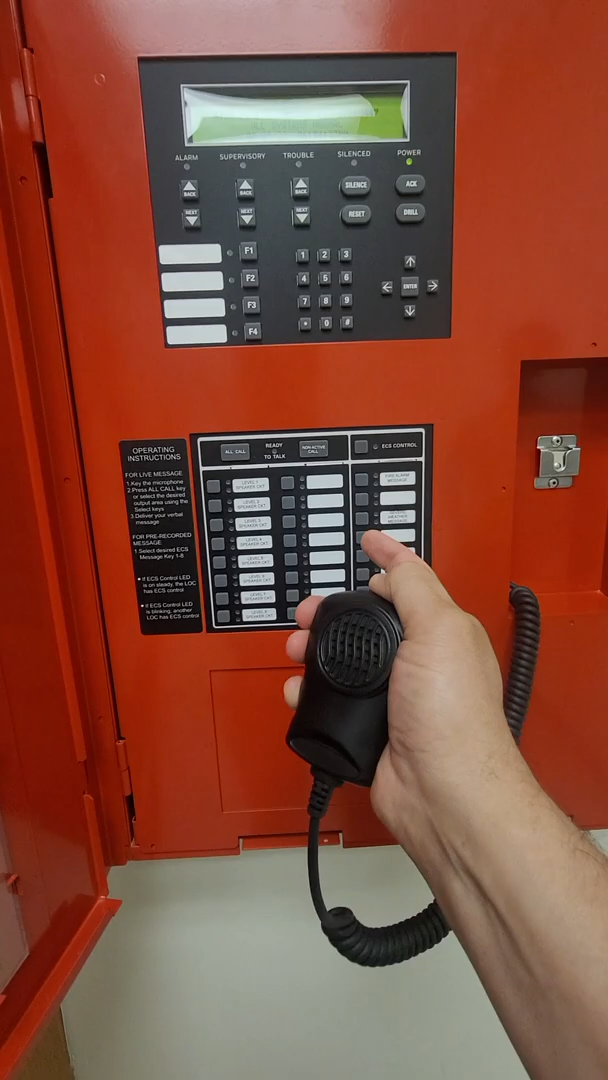 ALARM SUPERVISORY TROUBLE SILENCED POWER
BACK BACK BACK SILENCE ACK
NEXT NEXT NEXT RESET DRILL
F1
F2
F3
F4
1 2 3
4 5 6
7 8 9
* 0 #
ENTER
OPERATING
INSTRUCTIONS
FOR LIVE MESSAGE
1.Key the microphone
2.Press ALL CALL key
or select the desired
output area using the
Select keys
3.Deliver your verbal
message
FOR PRE-RECORDED
MESSAGE
1.Select desired ECS
Message Key 1-8
• If ECS Control LED
is on steady, the LOC
has ECS control
• If ECS Control LED
is blinking, another
LOC has ECS control
ALL CALL
READY
TO TALK
NON-ACTIVE
CALL
ECS CONTROL
LEVEL 1
SPEAKER CKT
LEVEL 2
SPEAKER CKT
LEVEL 3
SPEAKER CKT
LEVEL 4
SPEAKER CKT
LEVEL 5
SPEAKER CKT
LEVEL 6
SPEAKER CKT
LEVEL 7
SPEAKER CKT
LEVEL 8
SPEAKER CKT
FIRE ALARM
MESSAGE
WEATHER
MESSAGE